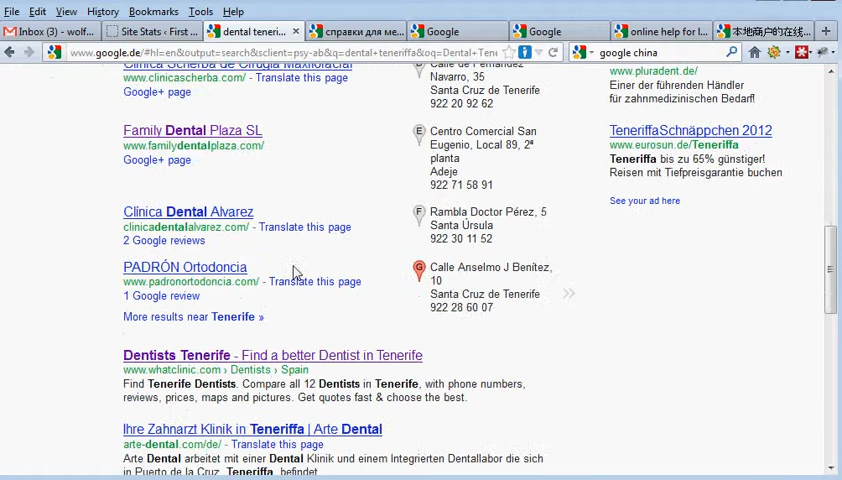 File Edit View History Bookmarks Tools Help
Inbox (3) - wolf... Site Stats ‹ First ... dental teneri... справки для ме... Google Google online help for l... 本地商户的在线...
www.google.de/#hl=en&output=search&sclient=psy-ab&q=dental+teneriffa&oq=Dental+Ten google china
Clinica Scherba de Cirugia Maxilofacial
www.clinicascherba.com/ - Translate this page
Google+ page
D Calle de Fernández
Navarro, 35
Santa Cruz de Tenerife
922 20 92 62
www.pluradent.de/
Einer der führenden Händler
für zahnmedizinischen Bedarf!
Family Dental Plaza SL
www.familydentalplaza.com/
Google+ page
E Centro Comercial San
Eugenio, Local 89, 2ª
planta
Adeje
922 71 58 91
TeneriffaSchnäppchen 2012
www.eurosun.de/Teneriffa
Teneriffa bis zu 65% günstiger!
Reisen mit Tiefpreisgarantie buchen
See your ad here
Clínica Dental Alvarez
clinicadentalalvarez.com/ - Translate this page
2 Google reviews
F Rambla Doctor Pérez, 5
Santa Úrsula
922 30 11 52
PADRÓN Ortodoncia
www.padronortodoncia.com/ - Translate this page
1 Google review
G Calle Anselmo J Benítez,
10
Santa Cruz de Tenerife
922 28 60 07
More results near Tenerife »
Dentists Tenerife - Find a better Dentist in Tenerife
www.whatclinic.com › Dentists › Spain
Find Tenerife Dentists. Compare all 12 Dentists in Tenerife, with phone numbers,
reviews, prices, maps and pictures. Get quotes fast & choose the best.
Ihre Zahnarzt Klinik in Teneriffa | Arte Dental
arte-dental.com/de/ - Translate this page
Arte Dental arbeitet mit einer Dental Klinik und einem Integrierten Dentallabor die sich
in Puerto de la Cruz, Teneriffa, befindet